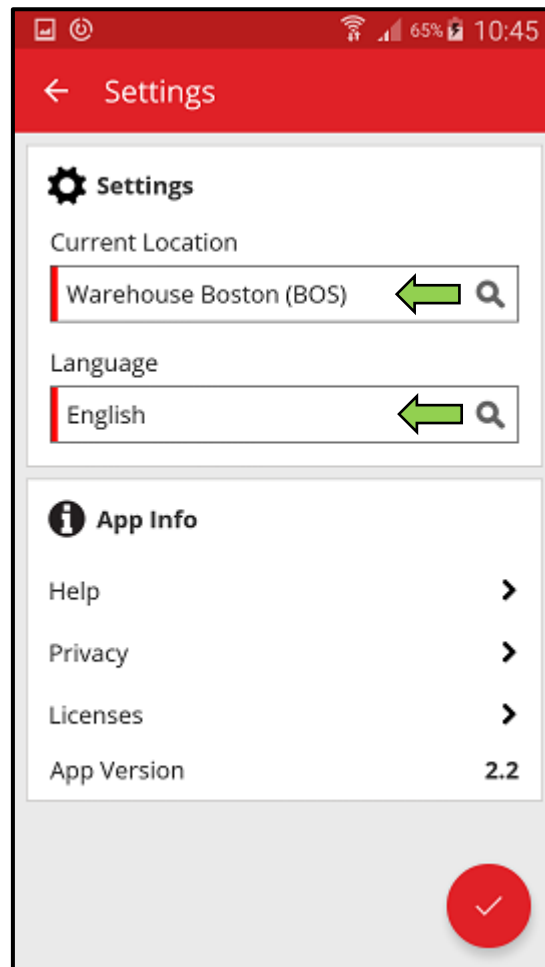 65% 10:45
Settings
Settings
Current Location
Warehouse Boston (BOS)
Language
English
App Info
Help
Privacy
Licenses
App Version 2.2